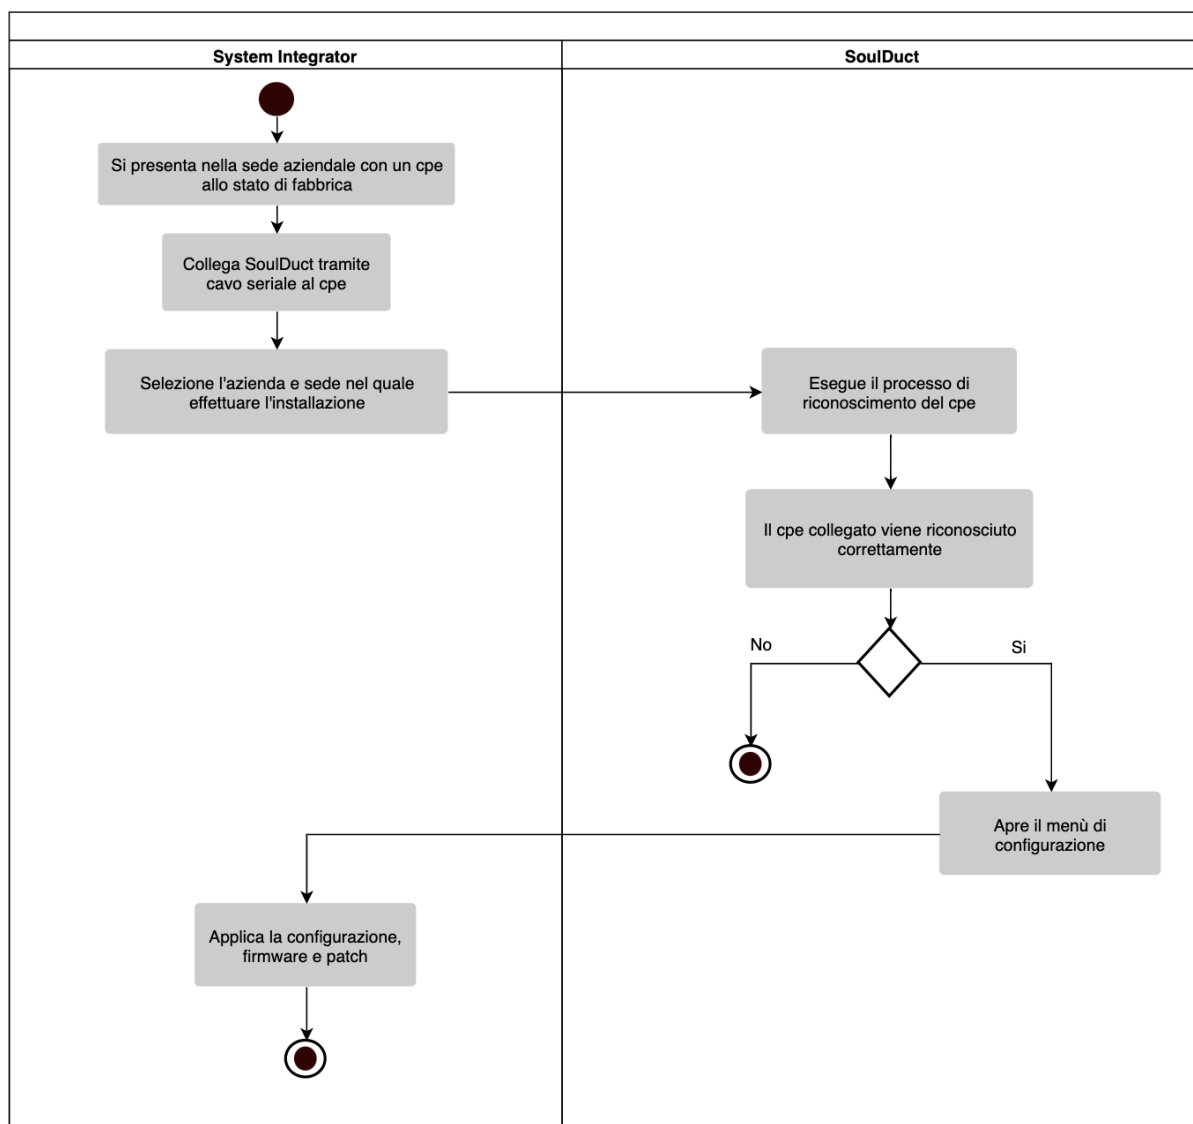 System Integrator
SoulDuct
Si presenta nella sede aziendale con un cpe
allo stato di fabbrica
Collega SoulDuct tramite
cavo seriale al cpe
Selezione l'azienda e sede nel quale
effettuare l'installazione
Esegue il processo di
riconoscimento del cpe
Il cpe collegato viene riconosciuto
correttamente
No
Si
Apre il menù di
configurazione
Applica la configurazione,
firmware e patch